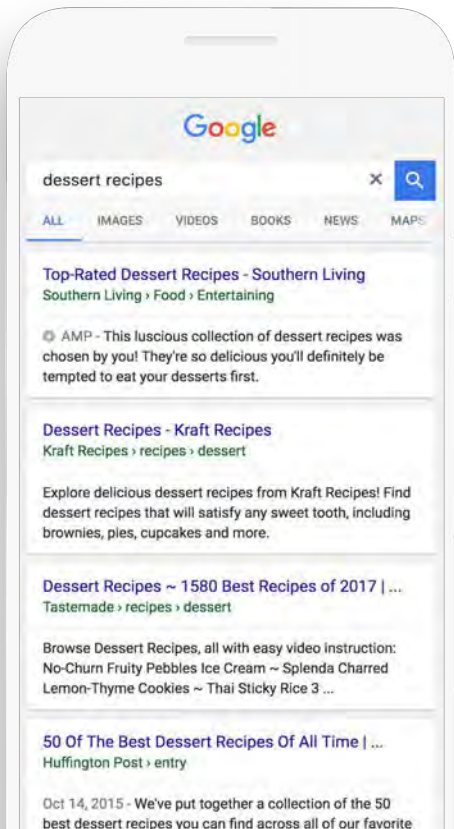 Google
dessert recipes
ALL IMAGES VIDEOS BOOKS NEWS MAPS
Top-Rated Dessert Recipes - Southern Living
Southern Living › Food › Entertaining
AMP - This luscious collection of dessert recipes was
chosen by you! They're so delicious you'll definitely be
tempted to eat your desserts first.
Dessert Recipes - Kraft Recipes
Kraft Recipes › recipes › dessert
Explore delicious dessert recipes from Kraft Recipes! Find
dessert recipes that will satisfy any sweet tooth, including
brownies, pies, cupcakes and more.
Dessert Recipes ~ 1580 Best Recipes of 2017 | ...
Tastemade › recipes › dessert
Browse Dessert Recipes, all with easy video instruction:
No-Churn Fruity Pebbles Ice Cream ~ Splenda Charred
Lemon-Thyme Cookies ~ Thai Sticky Rice 3 ...
50 Of The Best Dessert Recipes Of All Time | ...
Huffington Post › entry
Oct 14, 2015 - We've put together a collection of the 50
best dessert recipes you can find across all of our favorite